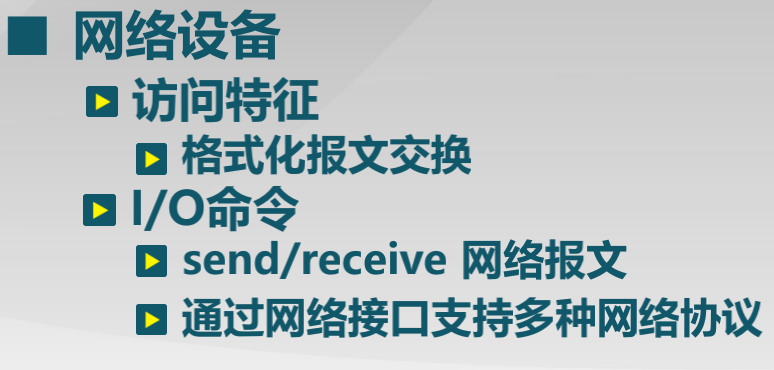 网络设备
访问特征
格式化报文交换
I/O命令
send/receive 网络报文
通过网络接口支持多种网络协议